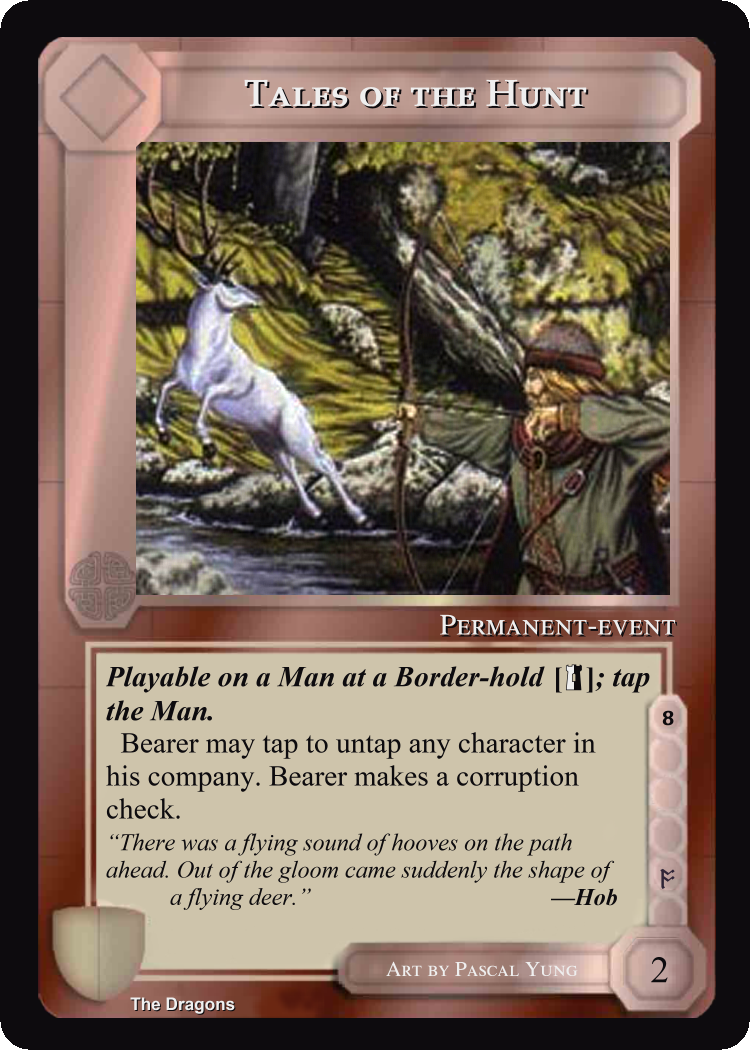 Tales of the Hunt
Permanent-event
Playable on a Man at a Border-hold [ ]; tap
the Man.
Bearer may tap to untap any character in
his company. Bearer makes a corruption
check.
“There was a flying sound of hooves on the path
ahead. Out of the gloom came suddenly the shape of
a flying deer.” —Hob
8
ᚩ
Art by Pascal Yung
2
The Dragons